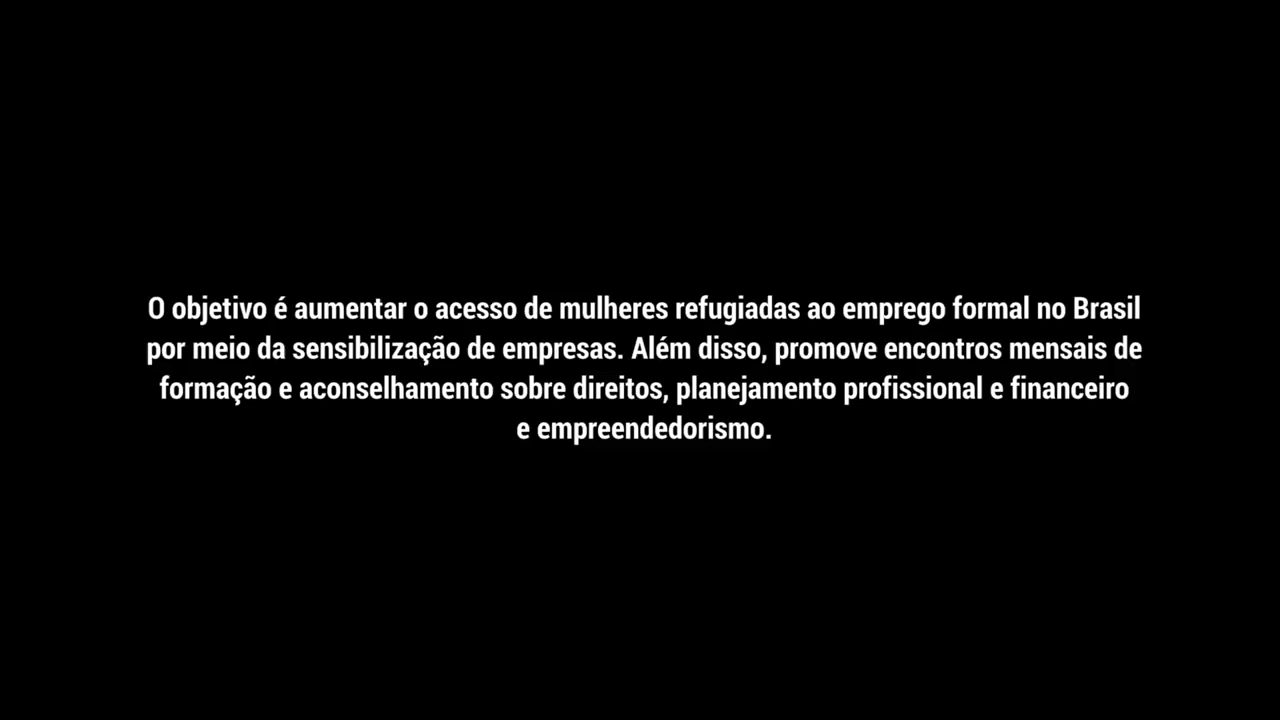 O objetivo é aumentar o acesso de mulheres refugiadas ao emprego formal no Brasil
por meio da sensibilização de empresas. Além disso, promove encontros mensais de
formação e aconselhamento sobre direitos, planejamento profissional e financeiro
e empreendedorismo.